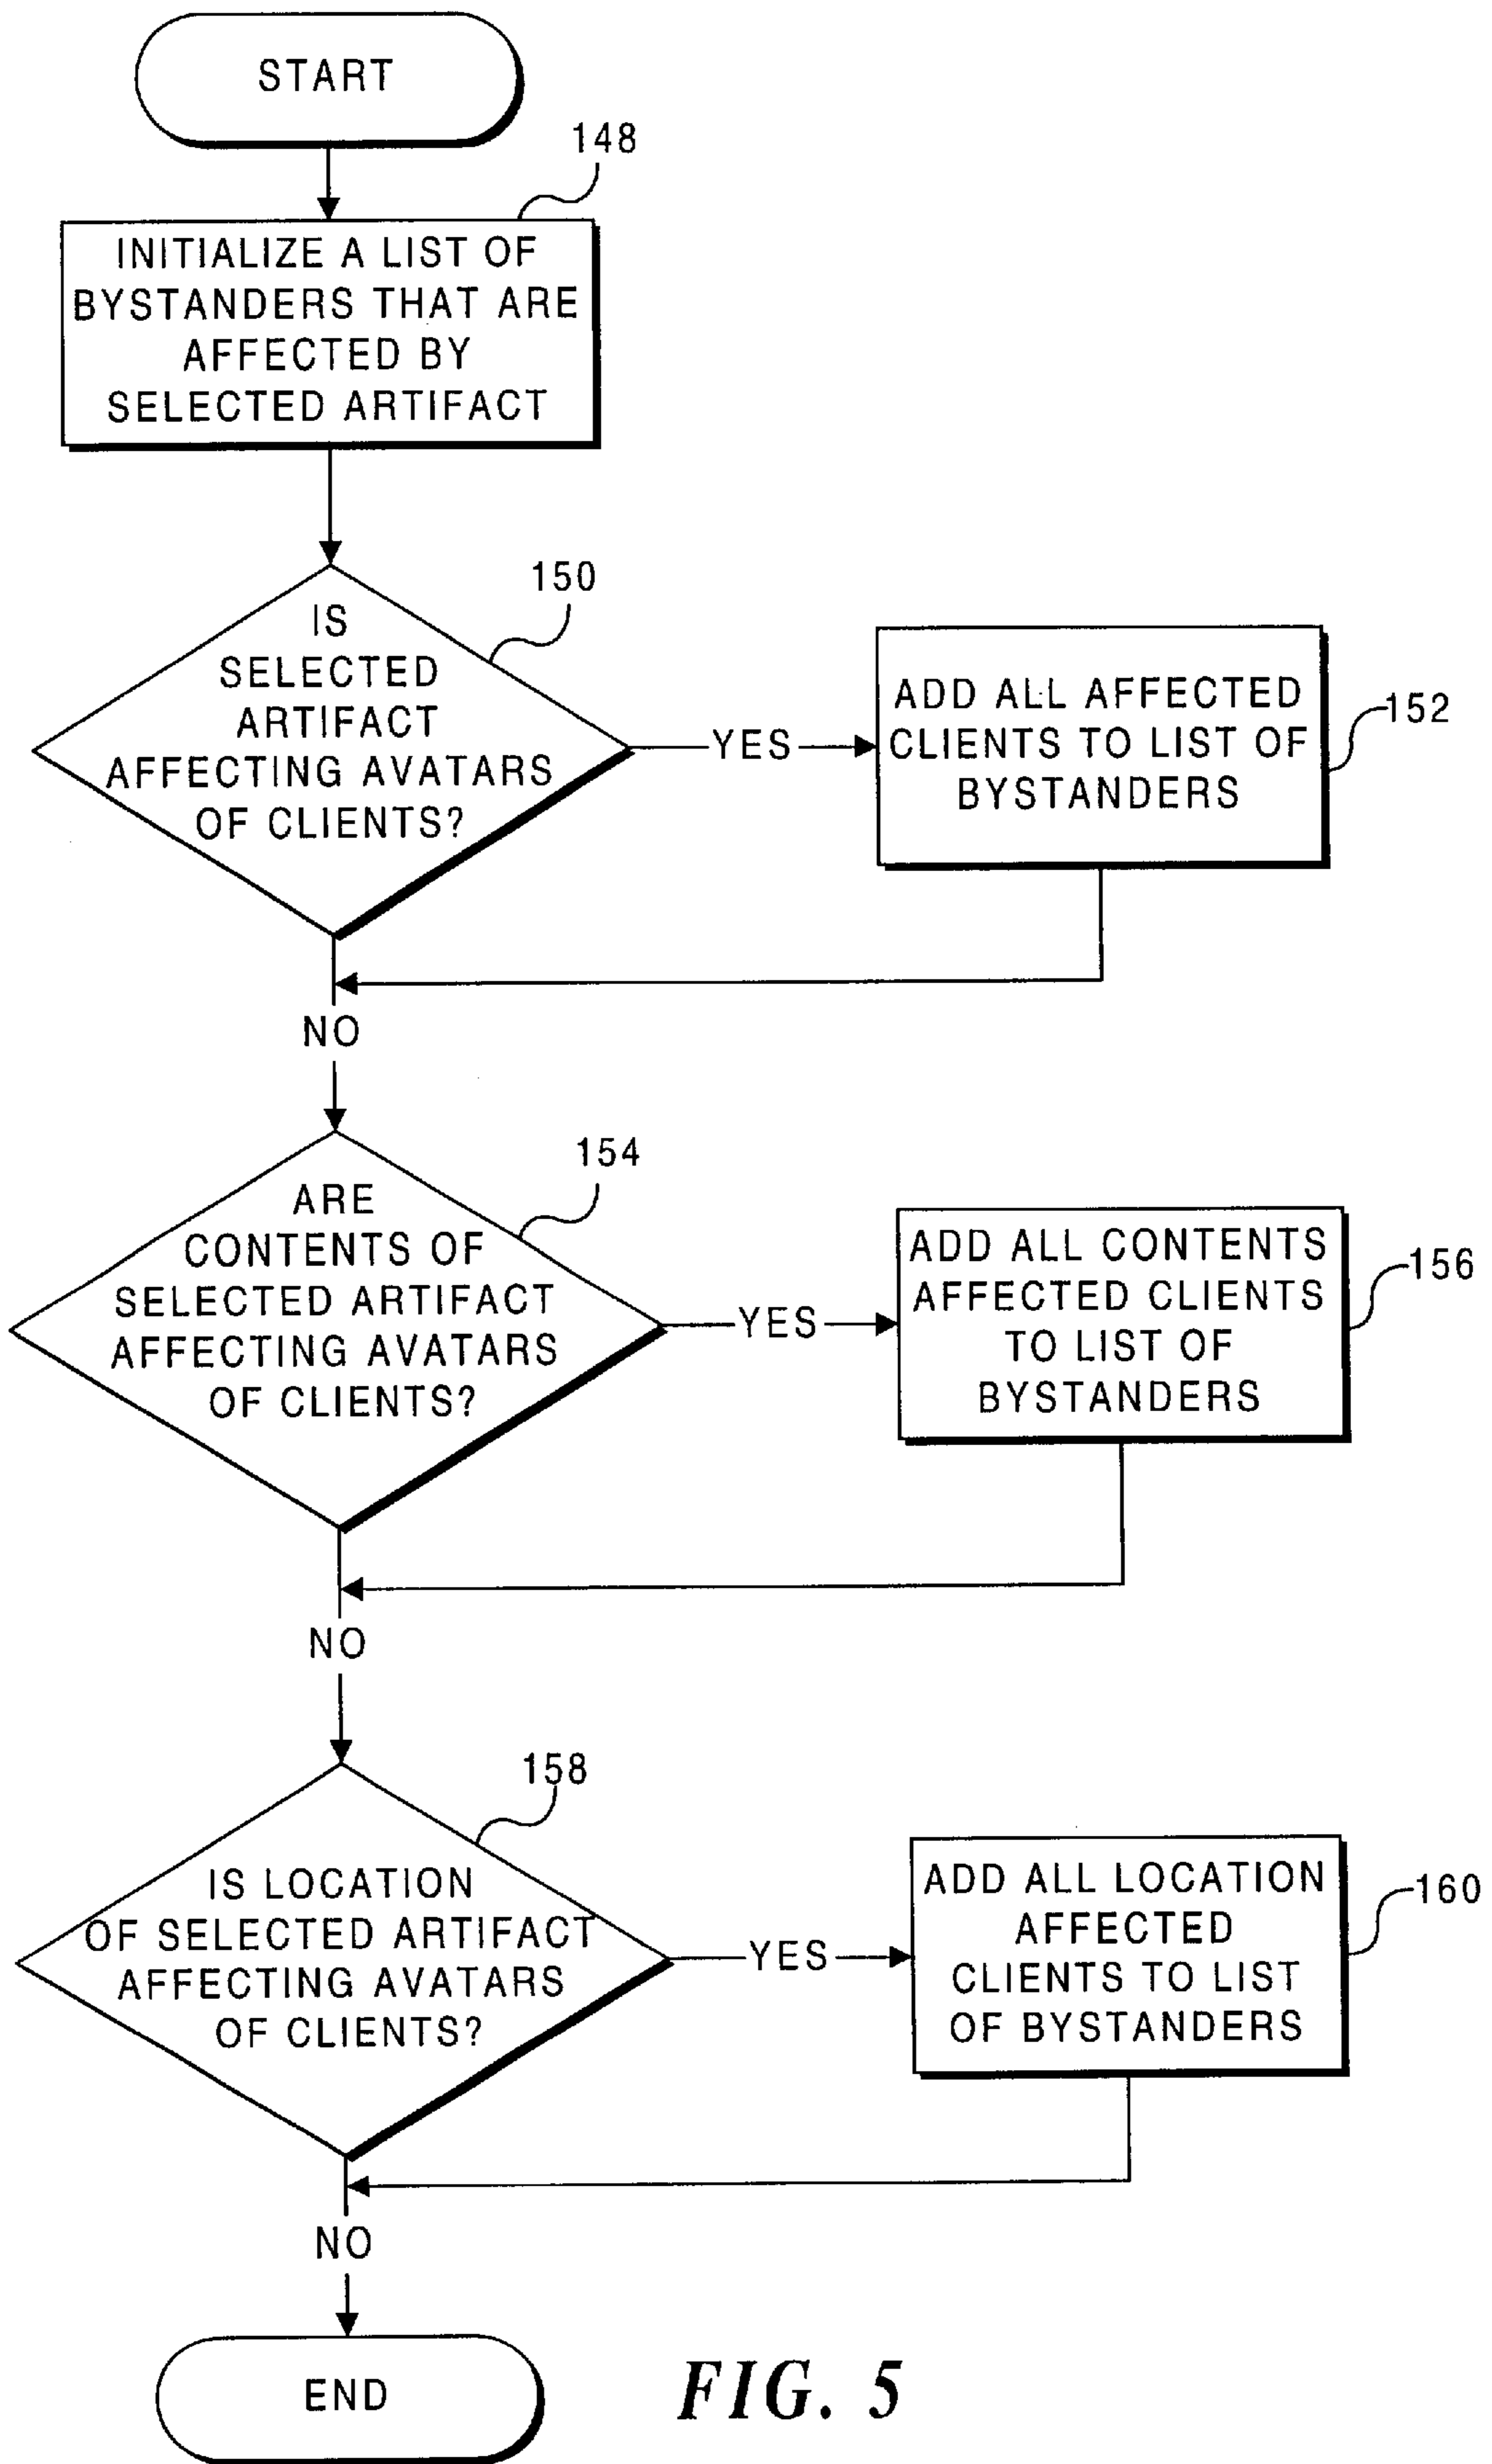 START
148
INITIALIZE A LIST OF
BYSTANDERS THAT ARE
AFFECTED BY
SELECTED ARTIFACT
150
IS
SELECTED
ARTIFACT
AFFECTING AVATARS
OF CLIENTS?
YES
ADD ALL AFFECTED
CLIENTS TO LIST OF
BYSTANDERS
152
NO
154
ARE
CONTENTS OF
SELECTED ARTIFACT
AFFECTING AVATARS
OF CLIENTS?
YES
ADD ALL CONTENTS
AFFECTED CLIENTS
TO LIST OF
BYSTANDERS
156
NO
158
IS LOCATION
OF SELECTED ARTIFACT
AFFECTING AVATARS
OF CLIENTS?
YES
ADD ALL LOCATION
AFFECTED
CLIENTS TO LIST
OF BYSTANDERS
160
NO
END
FIG. 5